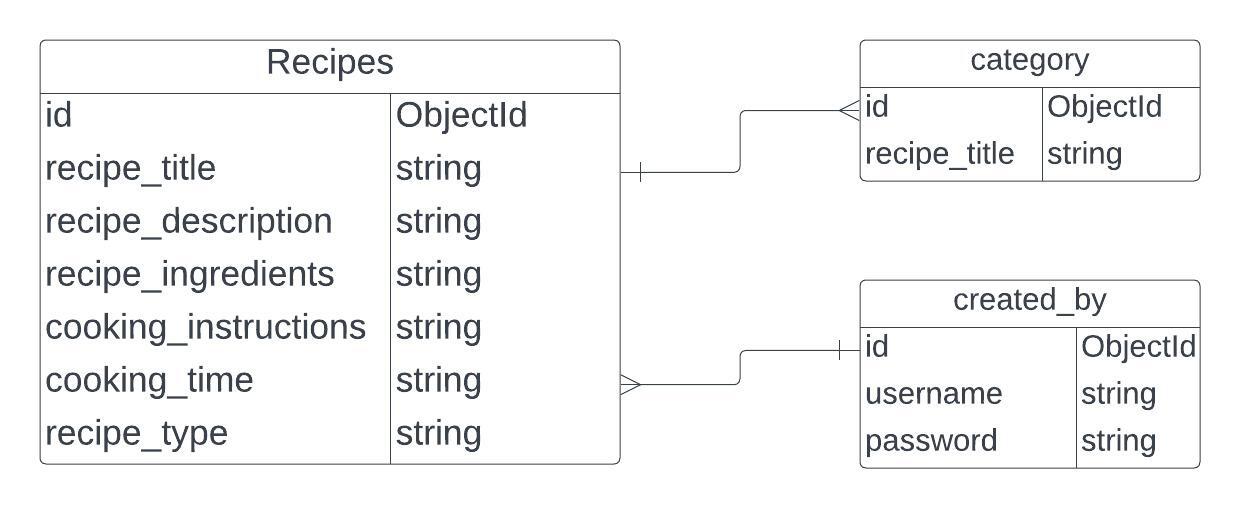 Recipes
id ObjectId
recipe_title string
recipe_description string
recipe_ingredients string
cooking_instructions string
cooking_time string
recipe_type string
category
id ObjectId
recipe_title string
created_by
id ObjectId
username string
password string